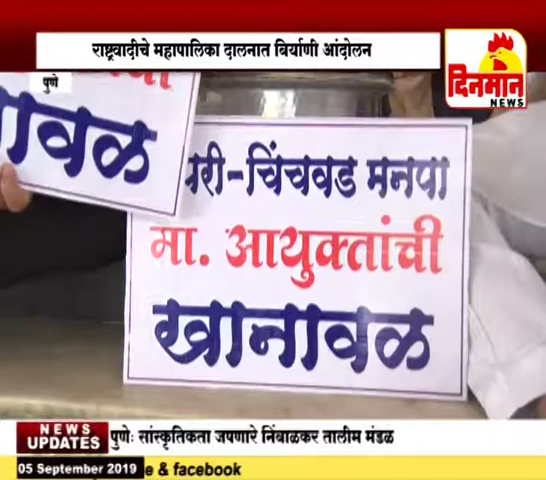 राष्ट्रवादीचे महापालिका दालनात बिर्याणी आंदोलन
पुणे
दिनमान
NEWS
वळ
परी-चिंचवड मनपा
मा. आयुक्तांची
खानावळ
NEWS
UPDATES
पुणे: सांस्कृतिकता जपणारे निंबाळकर तालीम मंडळ
05 September 2019
e & facebook